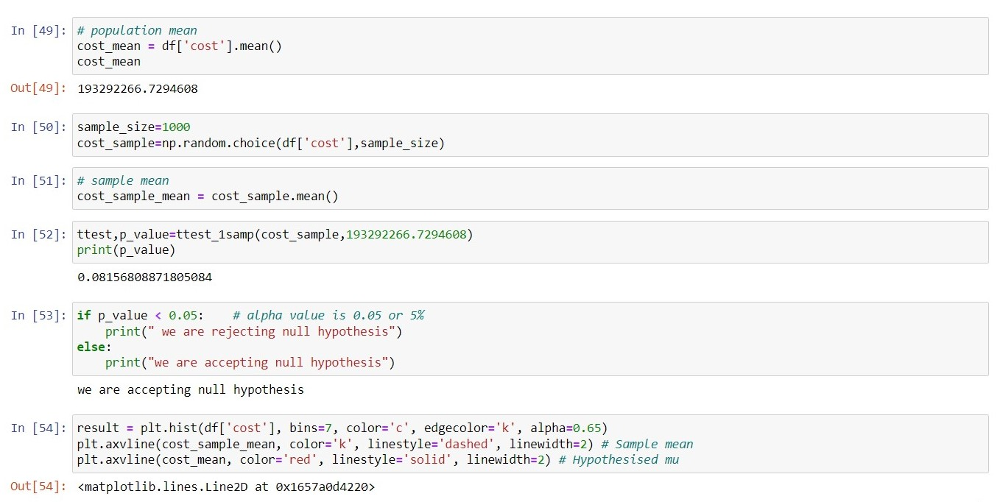 In [49]: # population mean
cost_mean = df['cost'].mean()
cost_mean
Out[49]: 193292266.7294608
In [50]: sample_size=1000
cost_sample=np.random.choice(df['cost'],sample_size)
In [51]: # sample mean
cost_sample_mean = cost_sample.mean()
In [52]: ttest,p_value=ttest_1samp(cost_sample,193292266.7294608)
print(p_value)
0.08156808871805084
In [53]: if p_value < 0.05:    # alpha value is 0.05 or 5%
    print(" we are rejecting null hypothesis")
else:
    print("we are accepting null hypothesis")
we are accepting null hypothesis
In [54]: result = plt.hist(df['cost'], bins=7, color='c', edgecolor='k', alpha=0.65)
plt.axvline(cost_sample_mean, color='k', linestyle='dashed', linewidth=2) # Sample mean
plt.axvline(cost_mean, color='red', linestyle='solid', linewidth=2) # Hypothesised mu
Out[54]: <matplotlib.lines.Line2D at 0x1657a0d4220>